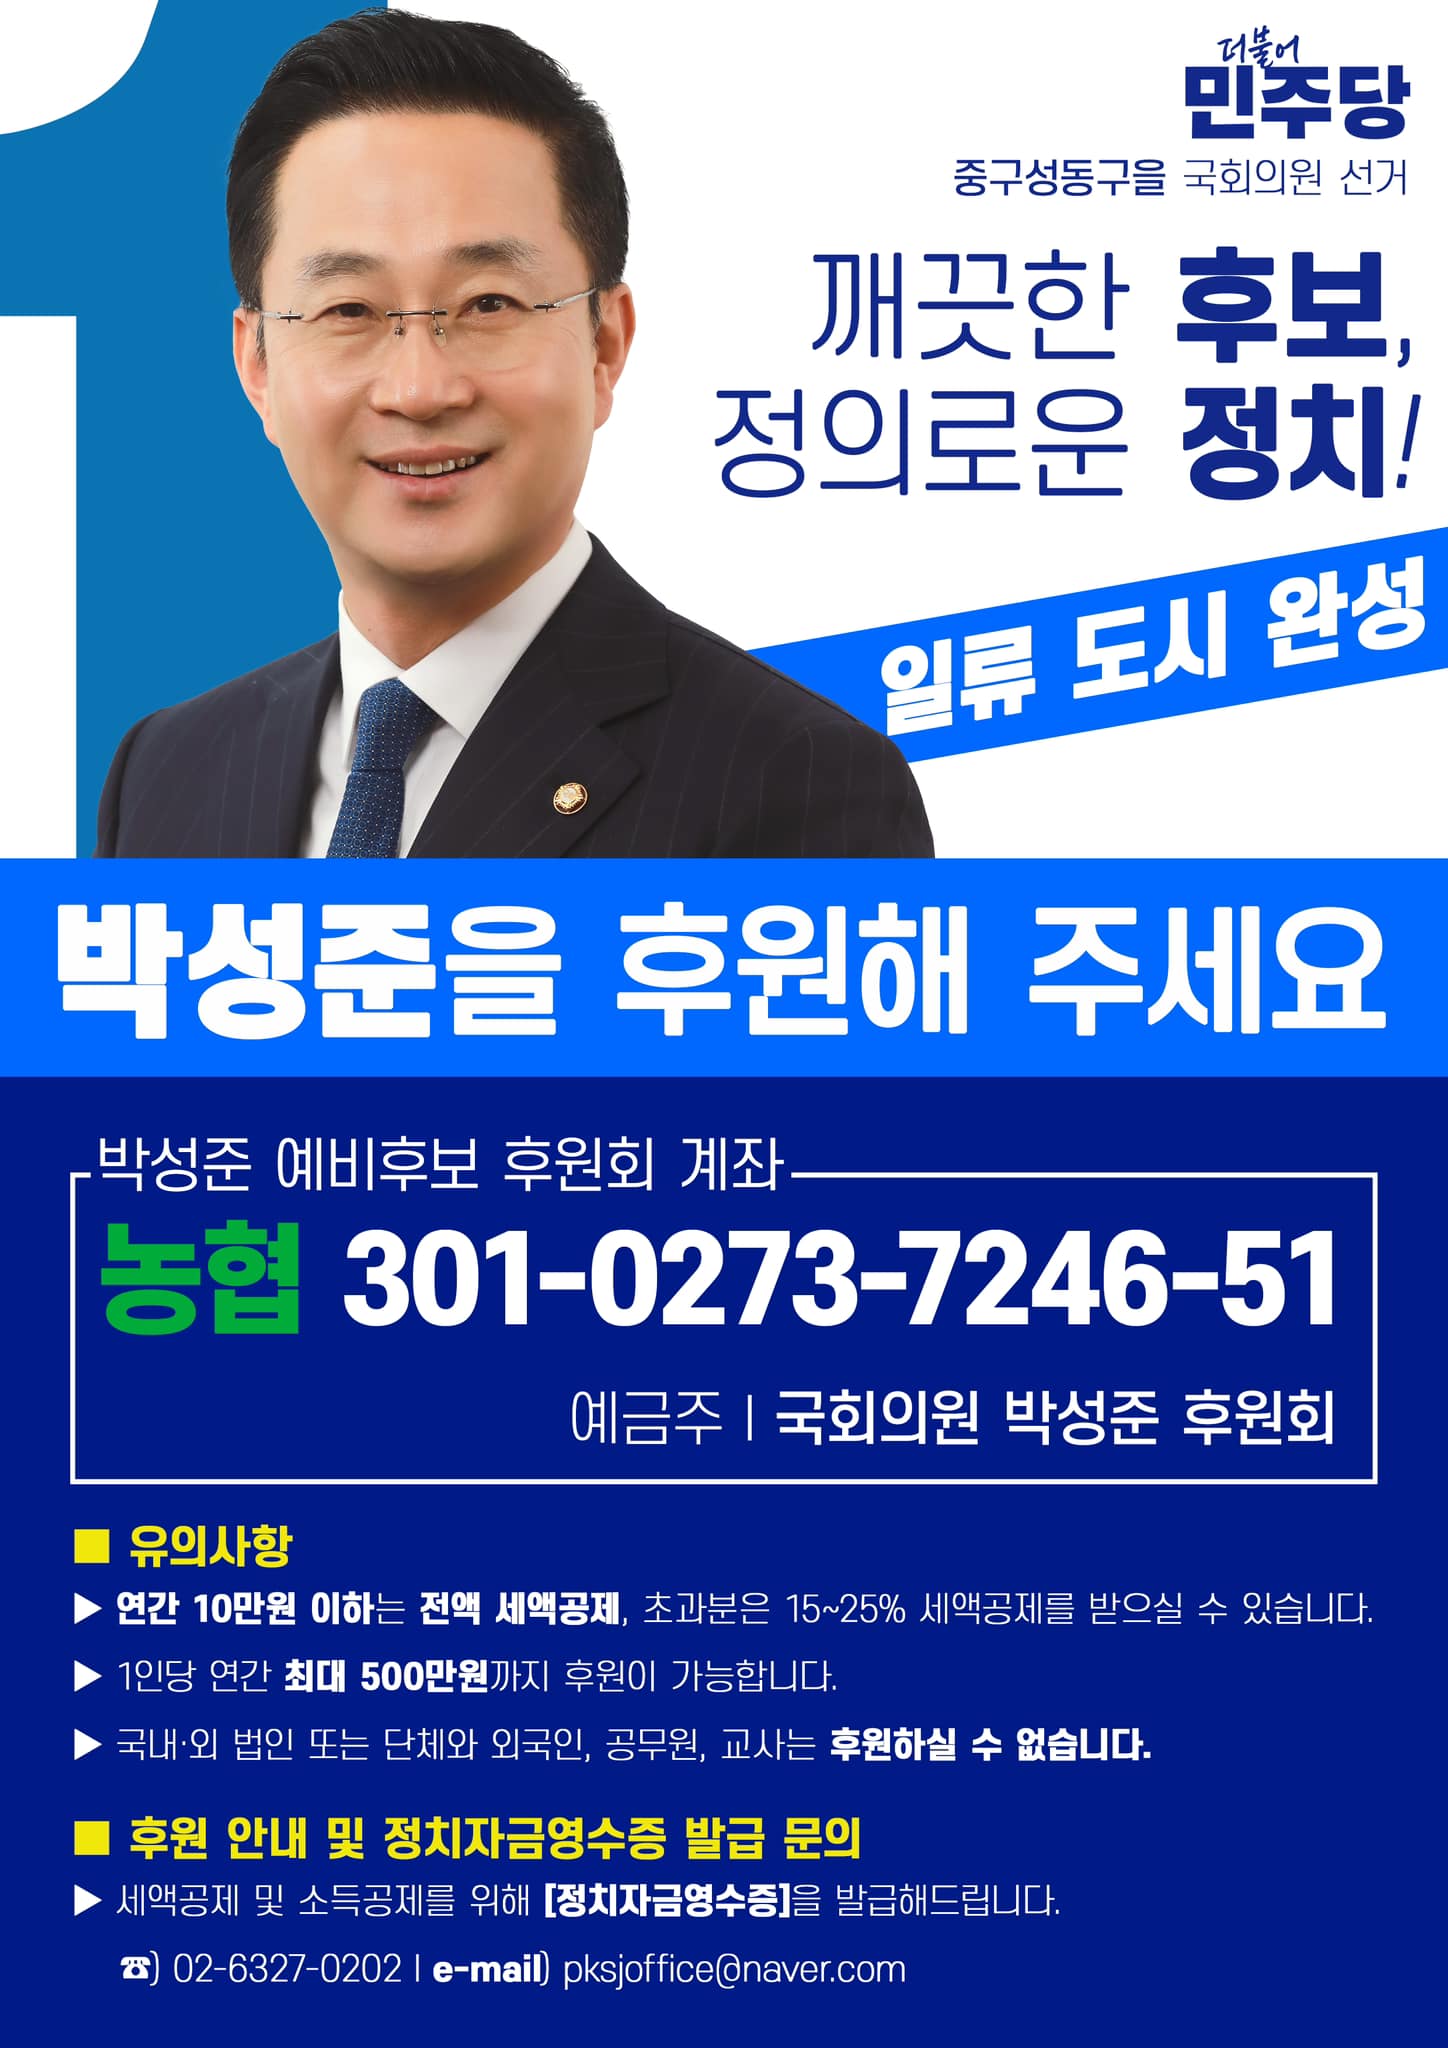 더불어
민주당
중구성동구을 국회의원 선거
깨끗한 후보,
정의로운 정치!
일류 도시 완성
박성준을 후원해 주세요
박성준 예비후보 후원회 계좌
농협 301-0273-7246-51
예금주 | 국회의원 박성준 후원회
■ 유의사항
▶ 연간 10만원 이하는 전액 세액공제, 초과분은 15~25% 세액공제를 받으실 수 있습니다.
▶ 1인당 연간 최대 500만원까지 후원이 가능합니다.
▶ 국내·외 법인 또는 단체와 외국인, 공무원, 교사는 후원하실 수 없습니다.
■ 후원 안내 및 정치자금영수증 발급 문의
▶ 세액공제 및 소득공제를 위해 [정치자금영수증]을 발급해드립니다.
☎) 02-6327-0202 | e-mail) pksjoffice@naver.com